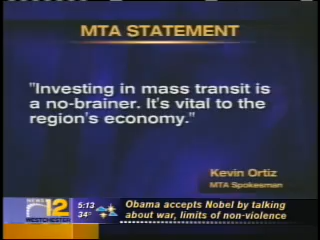 MTA STATEMENT
"Investing in mass transit is
a no-brainer. It's vital to the
region's economy."
Kevin Ortiz
MTA Spokesman
NEWS
12
WESTCHESTER
5:13
34°
Obama accepts Nobel by talking
about war, limits of non-violence